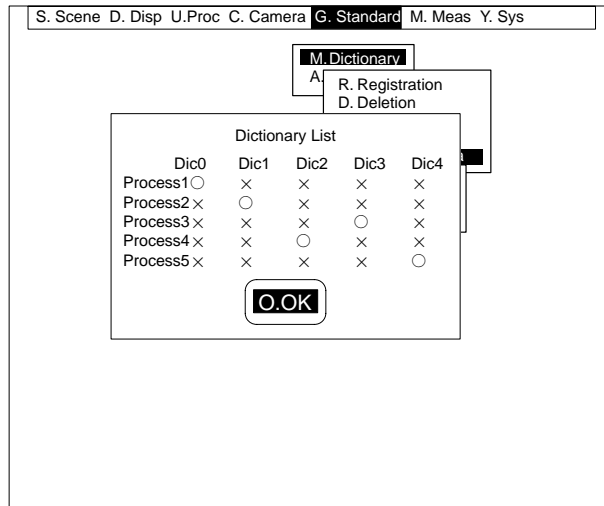 S. Scene D. Disp U.Proc C. Camera G. Standard M. Meas Y. Sys
M.Dictionary
A.
R. Registration
D. Deletion
Dictionary List
Dic0 Dic1 Dic2 Dic3 Dic4
Process1 ○ × × × ×
Process2 × ○ × × ×
Process3 × × × ○ ×
Process4 × × ○ × ×
Process5 × × × × ○
O.OK